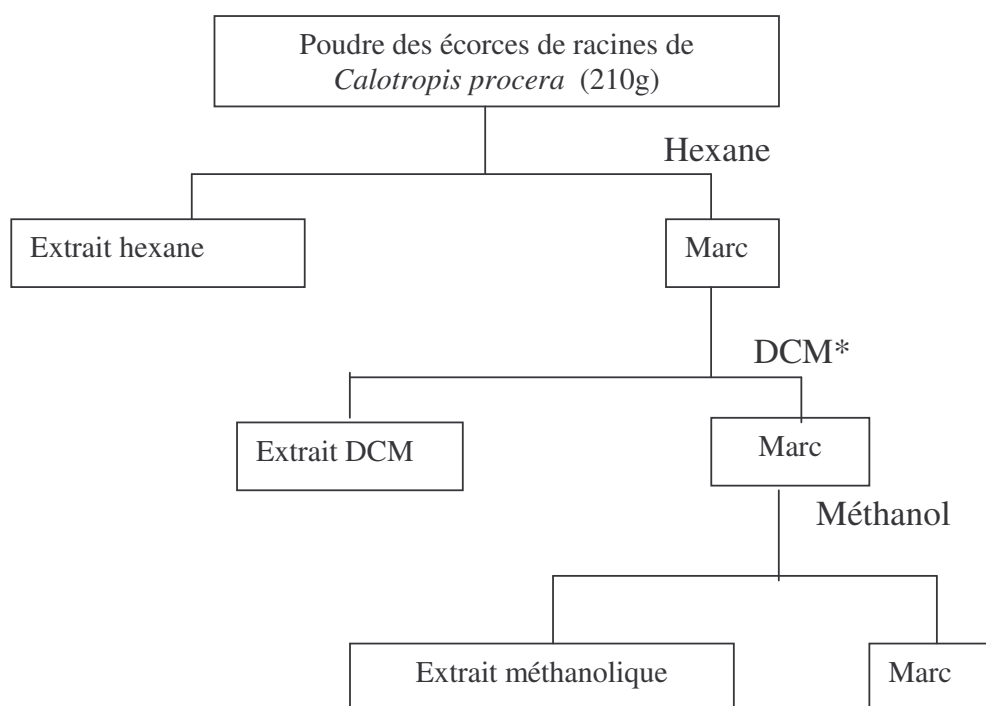 Poudre des écorces de racines de
Calotropis procera (210g)
Hexane
Extrait hexane
Marc
DCM*
Extrait DCM
Marc
Méthanol
Extrait méthanolique
Marc